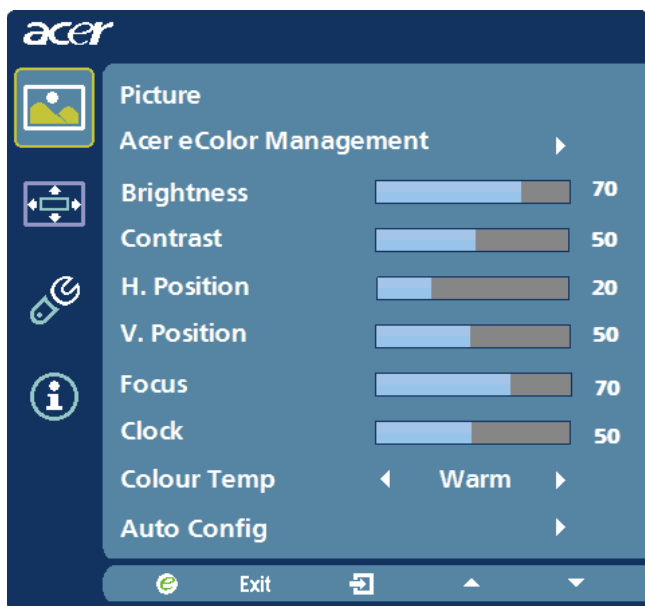 acer
Picture
Acer eColor Management
Brightness 70
Contrast 50
H. Position 20
V. Position 50
Focus 70
Clock 50
Colour Temp Warm
Auto Config
e Exit